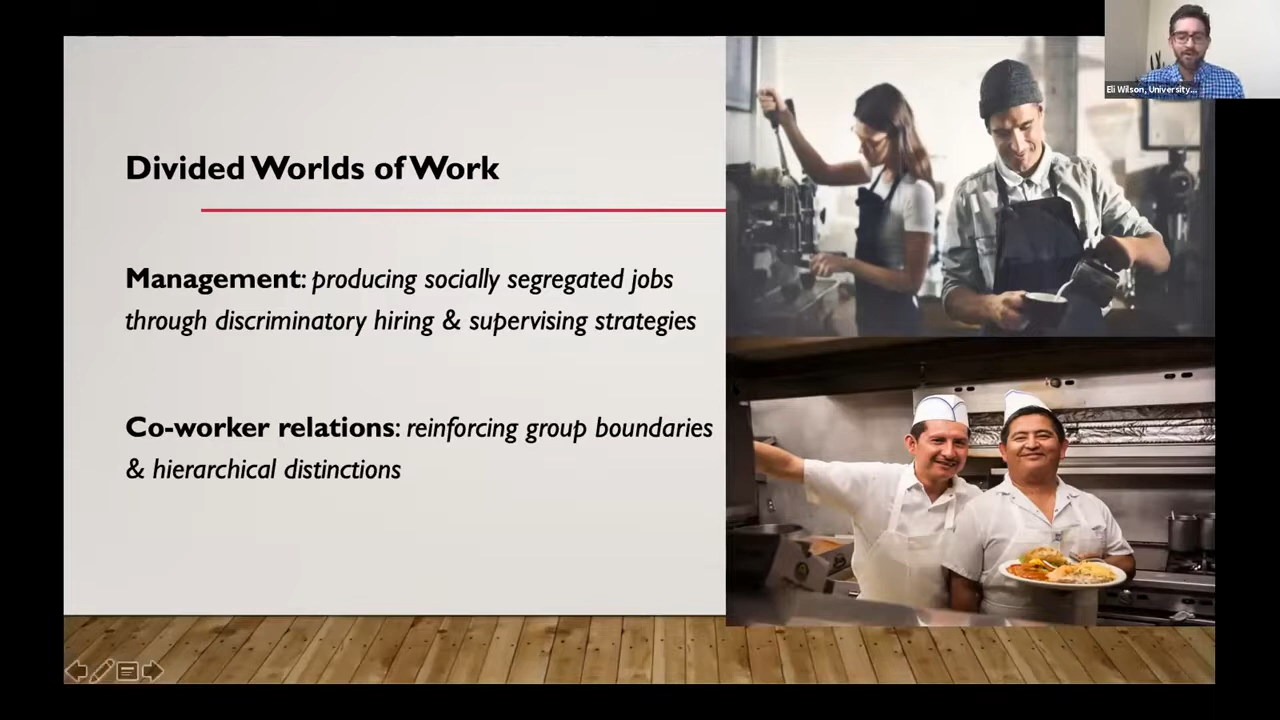 Eli Wilson, University...
Divided Worlds of Work
Management: producing socially segregated jobs
through discriminatory hiring & supervising strategies
Co-worker relations: reinforcing group boundaries
& hierarchical distinctions